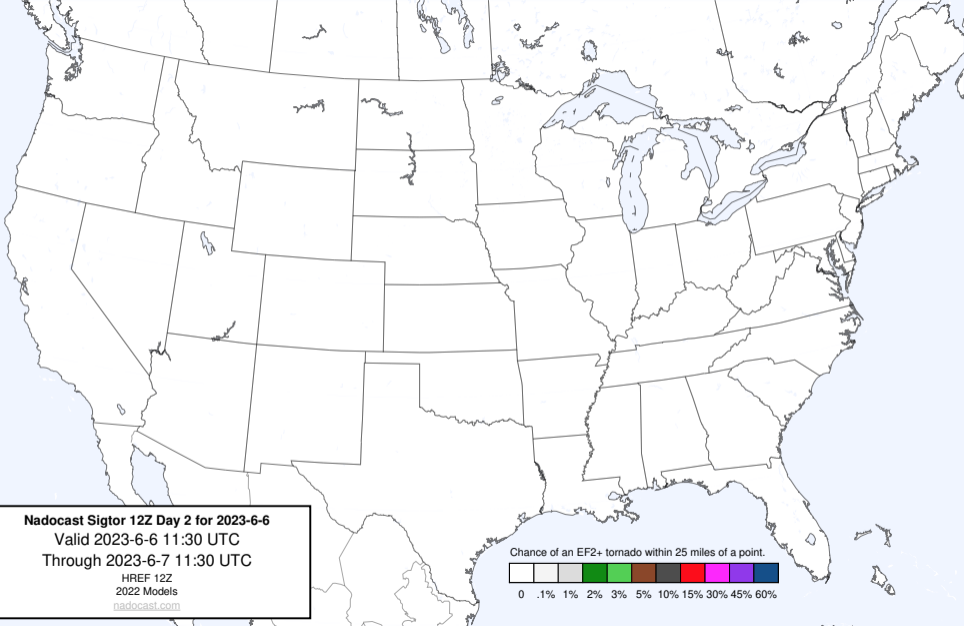 Nadocast Sigtor 12Z Day 2 for 2023-6-6
Valid 2023-6-6 11:30 UTC
Through 2023-6-7 11:30 UTC
HREF 12Z
2022 Models
nadocast.com
Chance of an EF2+ tornado within 25 miles of a point.
0 .1% 1% 2% 3% 5% 10% 15% 30% 45% 60%